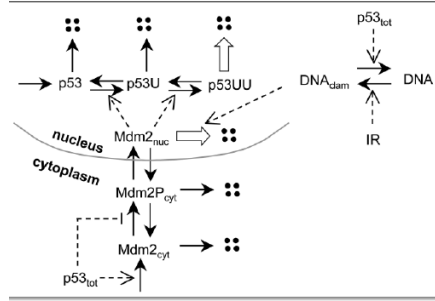 p53tot
p53 p53U p53UU DNAdam DNA
Mdm2nuc
IR
nucleus
cytoplasm
Mdm2Pcyt
Mdm2cyt
p53tot